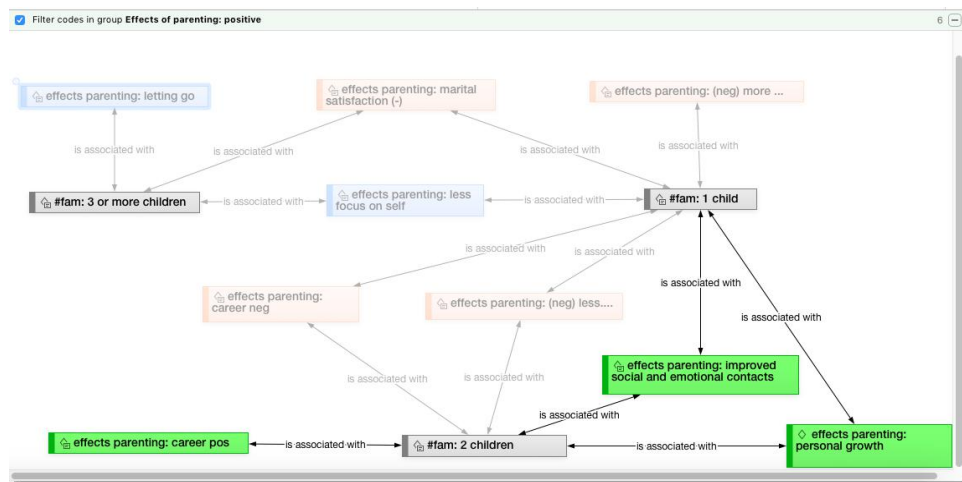 Filter codes in group Effects of parenting: positive
6
effects parenting: letting go
effects parenting: marital
satisfaction (-)
effects parenting: (neg) more ...
is associated with
is associated with
is associated with
is associated with
#fam: 3 or more children
is associated with
effects parenting: less
focus on self
is associated with
#fam: 1 child
is associated with
is associated with
effects parenting:
career neg
effects parenting: (neg) less....
is associated with
is associated with
effects parenting: improved
social and emotional contacts
is associated with
is associated with
is associated with
effects parenting: career pos
is associated with
#fam: 2 children
is associated with
effects parenting:
personal growth